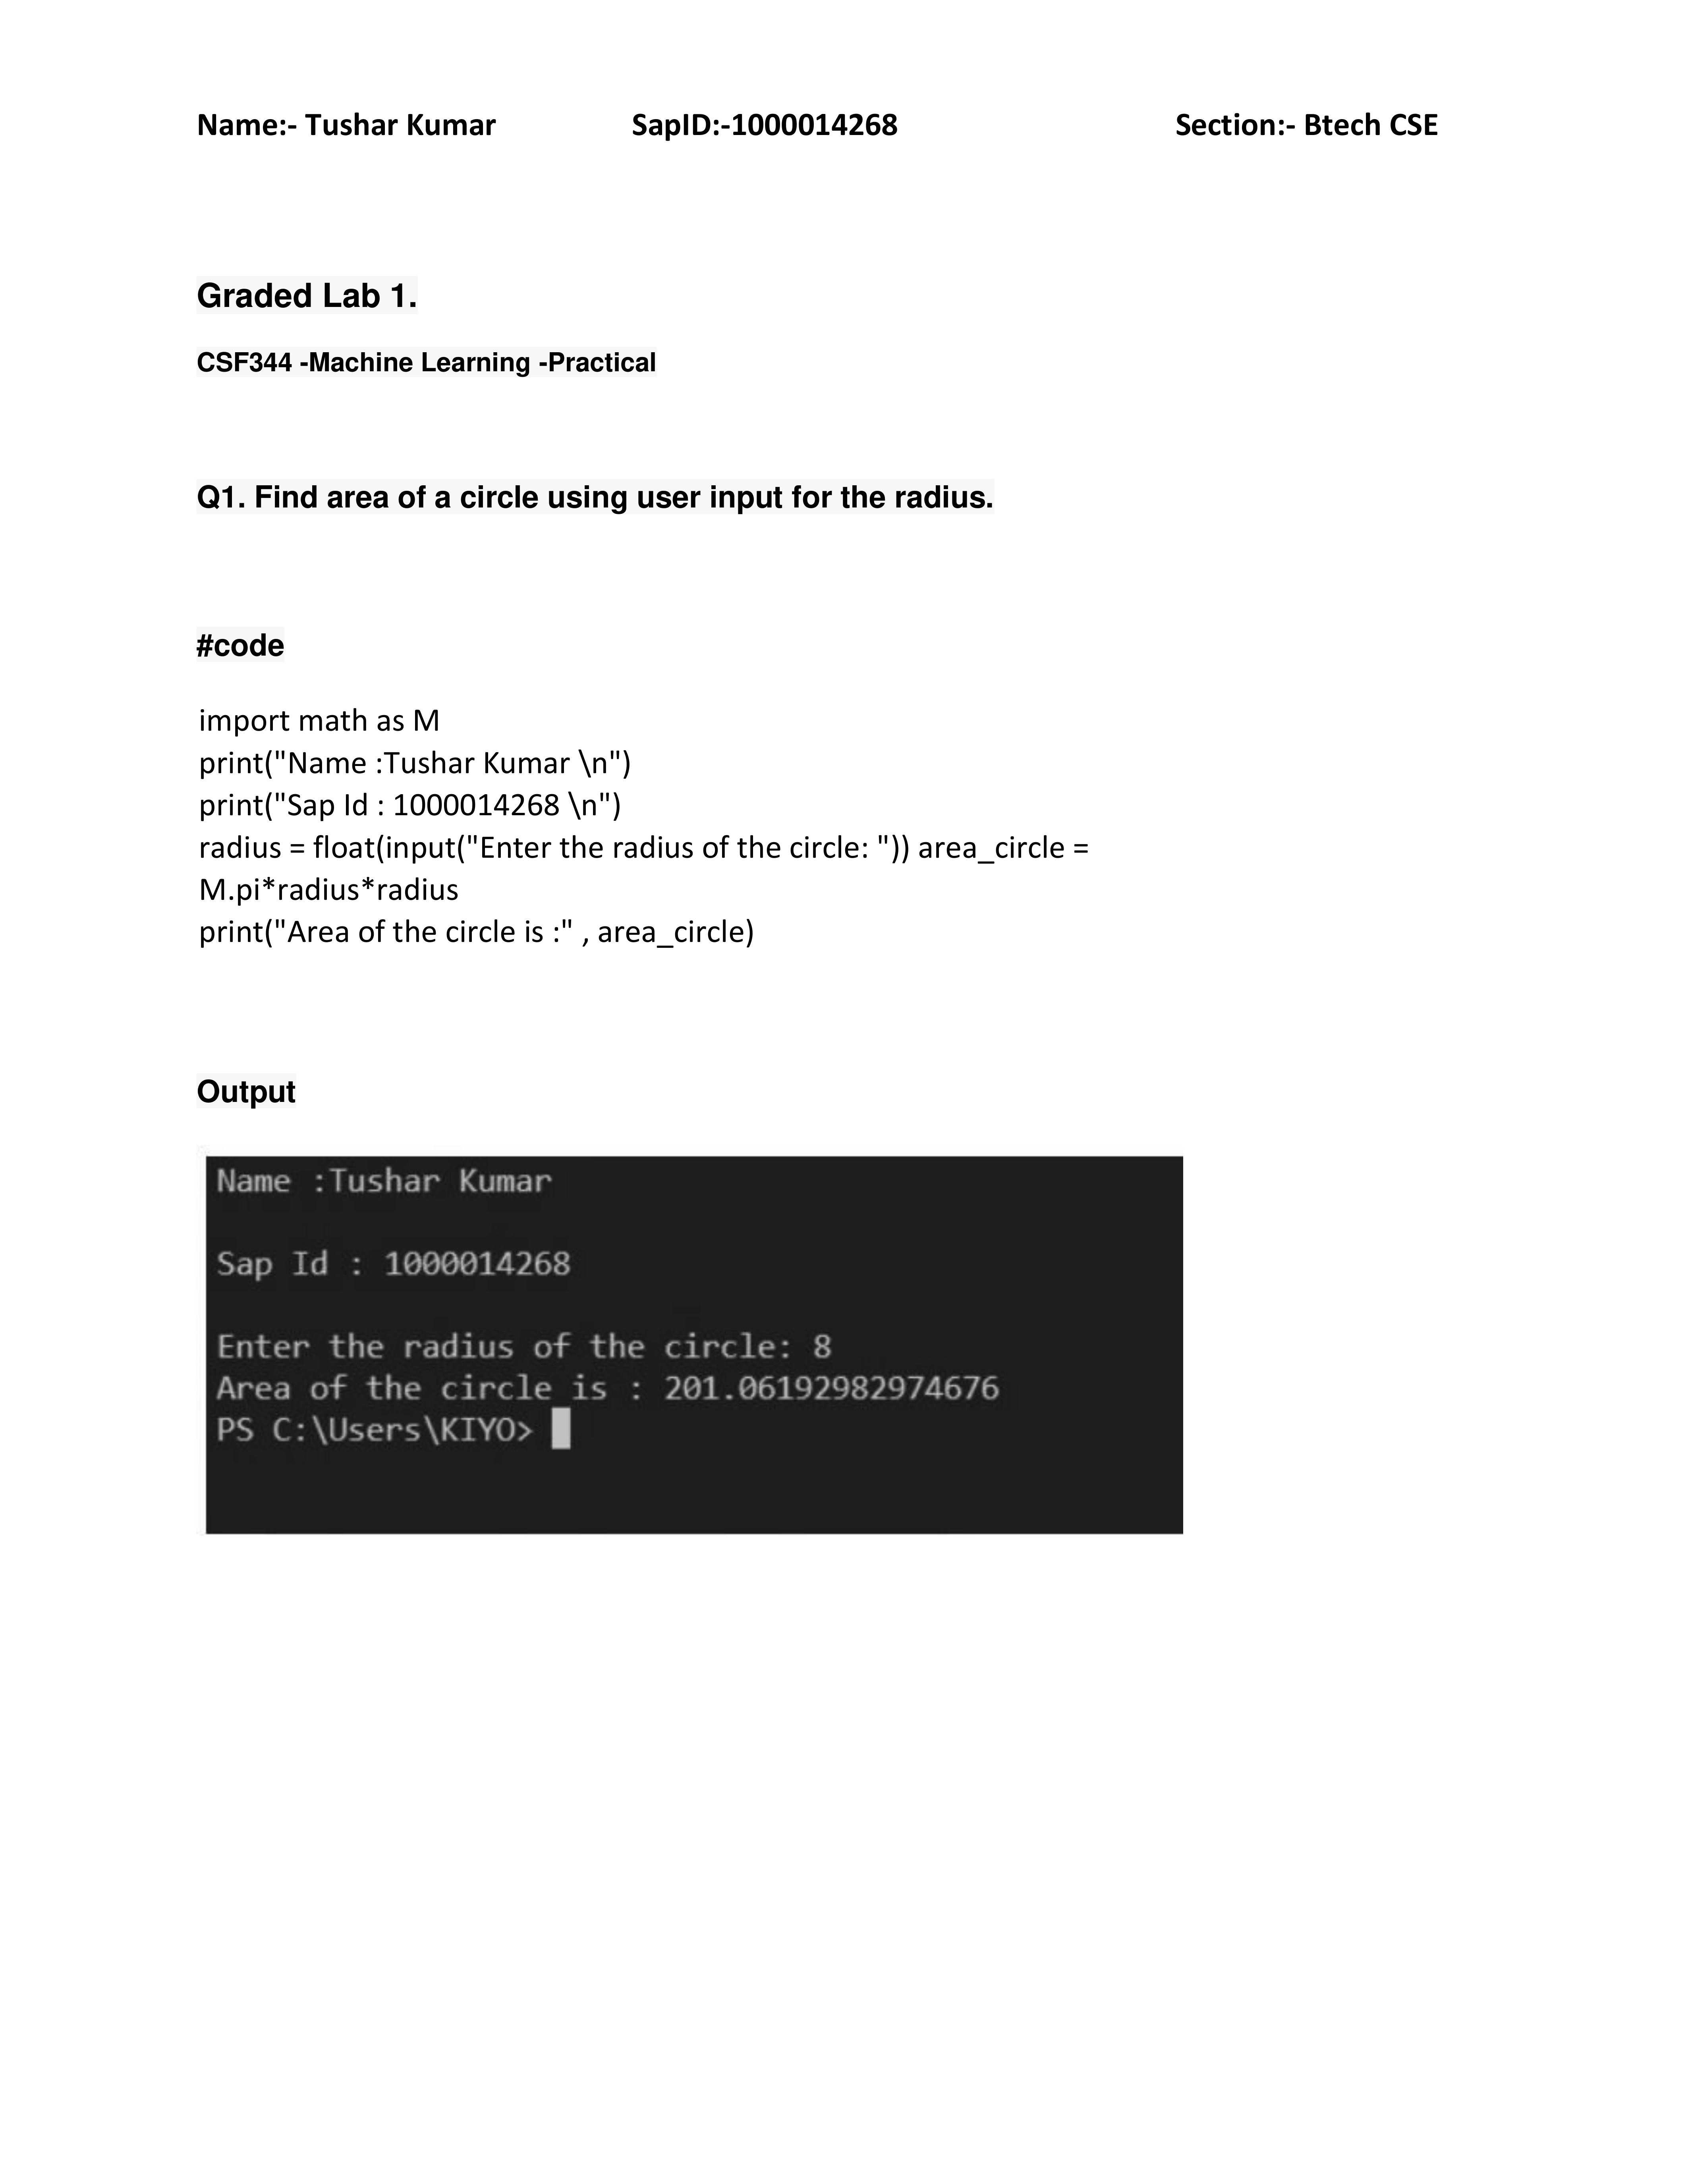 Name:- Tushar Kumar SapID:-1000014268 Section:- Btech CSE
Graded Lab 1.
CSF344 -Machine Learning -Practical
Q1. Find area of a circle using user input for the radius.
#code
import math as M
print("Name :Tushar Kumar \n")
print("Sap Id : 1000014268 \n")
radius = float(input("Enter the radius of the circle: ")) area_circle =
M.pi*radius*radius
print("Area of the circle is :" , area_circle)
Output
Name :Tushar Kumar
Sap Id : 1000014268
Enter the radius of the circle: 8
Area of the circle is : 201.06192982974676
PS C:\Users\KIYO>